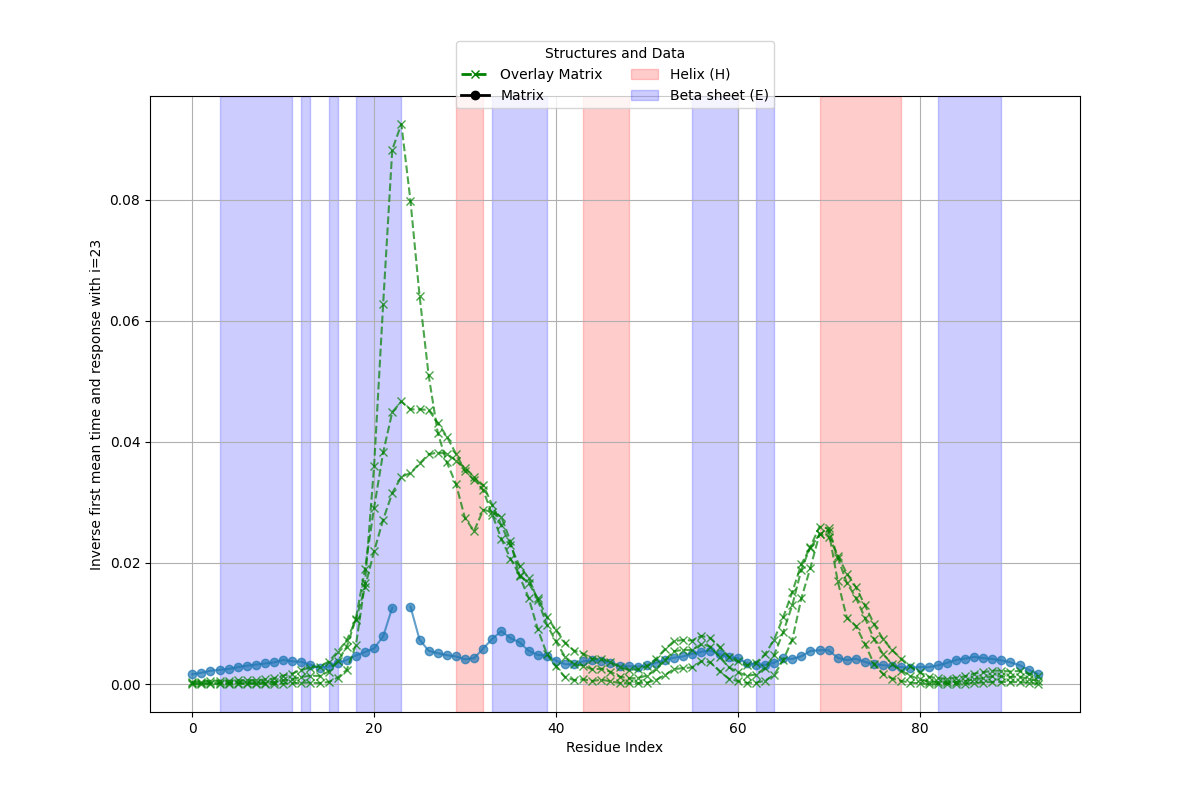 Structures and Data
Overlay Matrix
Matrix
Helix (H)
Beta sheet (E)
Inverse first mean time and response with i=23
0.08
0.06
0.04
0.02
0.00
0
20
40
60
80
Residue Index